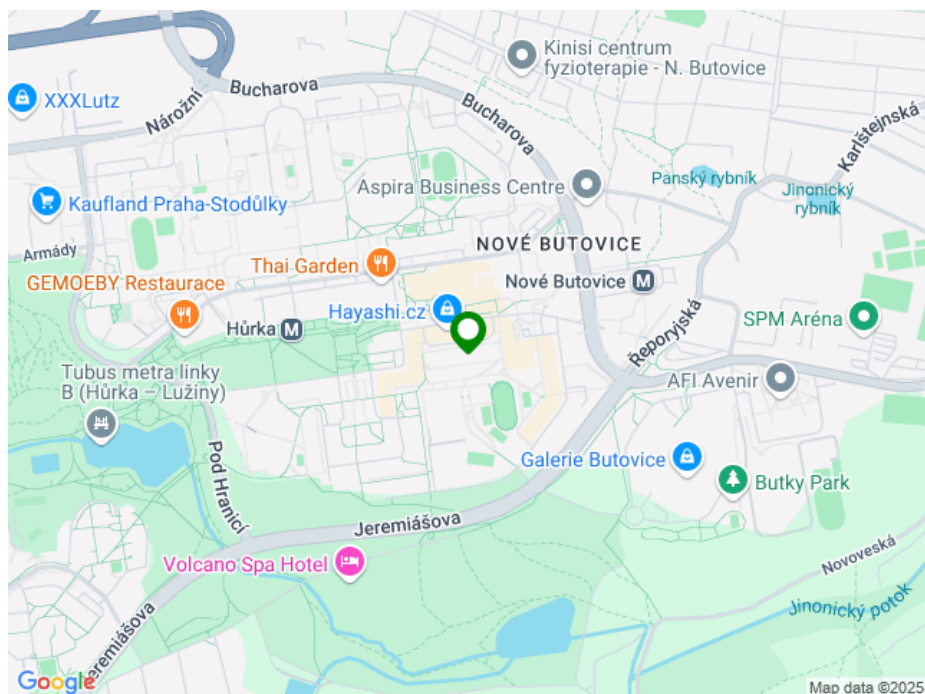 Kinisi centrum
fyzioterapie - N. Butovice
XXXLutz
Nárožní
Bucharova
Bucharova
Karlštejnská
Aspira Business Centre
Panský rybník
Jinonický
rybník
Kaufland Praha-Stodůlky
Armády
NOVÉ BUTOVICE
Thai Garden
Nové Butovice M
GEMOEBY Restaurace
Hayashi.cz
Hůrka M
Řeporyjská
SPM Aréna
Tubus metra linky
B (Hůrka – Lužiny)
AFI Avenir
Galerie Butovice
Butky Park
Pod Hranicí
Jeremiášova
Volcano Spa Hotel
Novoveská
Jinonický potok
Jeremiášova
Google
Map data ©2025